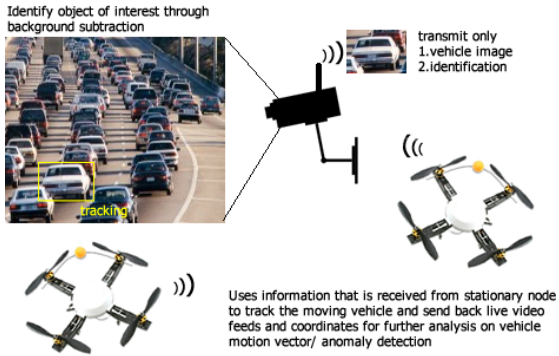 Identify object of interest through
background subtraction
transmit only
1.vehicle image
2.identification
tracking
Uses information that is received from stationary node
to track the moving vehicle and send back live video
feeds and coordinates for further analysis on vehicle
motion vector/ anomaly detection